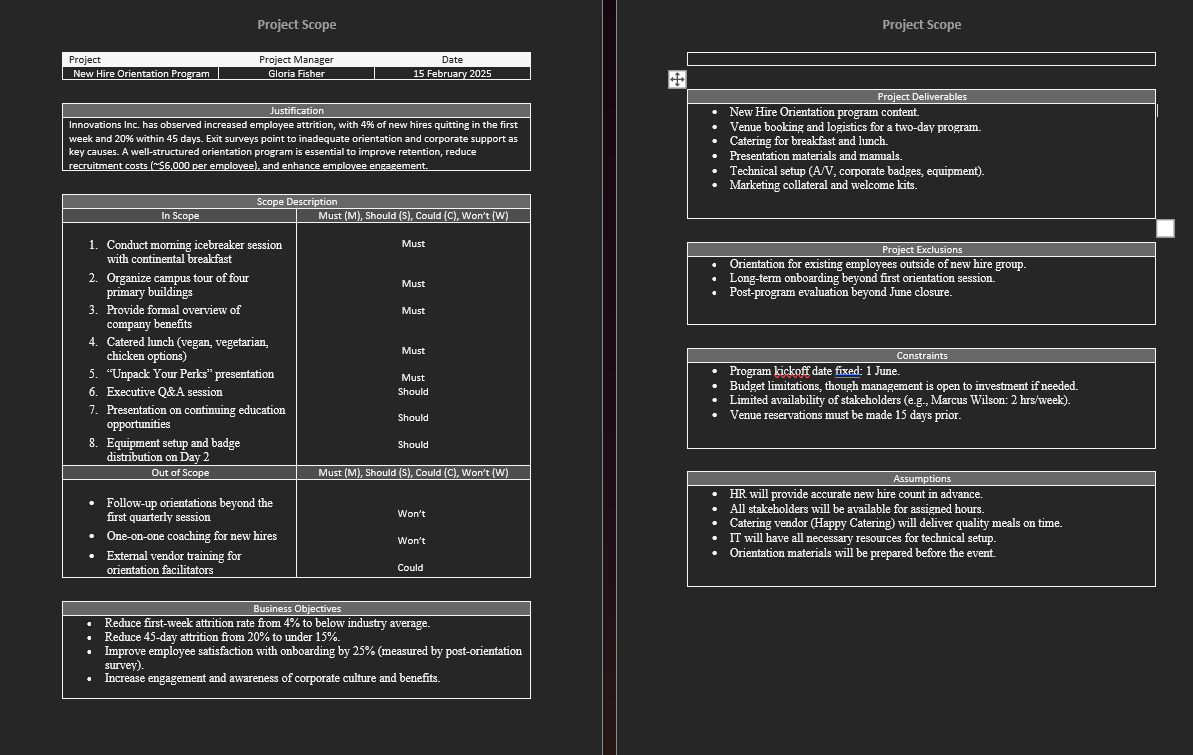 Project Scope
Project Project Manager Date
New Hire Orientation Program Gloria Fisher 15 February 2025
Justification
Innovations Inc. has observed increased employee attrition, with 4% of new hires quitting in the first
week and 20% within 45 days. Exit surveys point to inadequate orientation and corporate support as
key causes. A well-structured orientation program is essential to improve retention, reduce
recruitment costs (~$6,000 per employee), and enhance employee engagement.
Scope Description
In Scope Must (M), Should (S), Could (C), Won’t (W)
1. Conduct morning icebreaker session Must
with continental breakfast
2. Organize campus tour of four Must
primary buildings
3. Provide formal overview of Must
company benefits
4. Catered lunch (vegan, vegetarian, Must
chicken options)
5. “Unpack Your Perks” presentation Must
6. Executive Q&A session Should
7. Presentation on continuing education Should
opportunities
8. Equipment setup and badge Should
distribution on Day 2
Out of Scope Must (M), Should (S), Could (C), Won’t (W)
• Follow-up orientations beyond the Won’t
first quarterly session
• One-on-one coaching for new hires Won’t
• External vendor training for Could
orientation facilitators
Business Objectives
• Reduce first-week attrition rate from 4% to below industry average.
• Reduce 45-day attrition from 20% to under 15%.
• Improve employee satisfaction with onboarding by 25% (measured by post-orientation
survey).
• Increase engagement and awareness of corporate culture and benefits.
Project Scope
Project Deliverables
• New Hire Orientation program content.
• Venue booking and logistics for a two-day program.
• Catering for breakfast and lunch.
• Presentation materials and manuals.
• Technical setup (A/V, corporate badges, equipment).
• Marketing collateral and welcome kits.
Project Exclusions
• Orientation for existing employees outside of new hire group.
• Long-term onboarding beyond first orientation session.
• Post-program evaluation beyond June closure.
Constraints
• Program kickoff date fixed: 1 June.
• Budget limitations, though management is open to investment if needed.
• Limited availability of stakeholders (e.g., Marcus Wilson: 2 hrs/week).
• Venue reservations must be made 15 days prior.
Assumptions
• HR will provide accurate new hire count in advance.
• All stakeholders will be available for assigned hours.
• Catering vendor (Happy Catering) will deliver quality meals on time.
• IT will have all necessary resources for technical setup.
• Orientation materials will be prepared before the event.